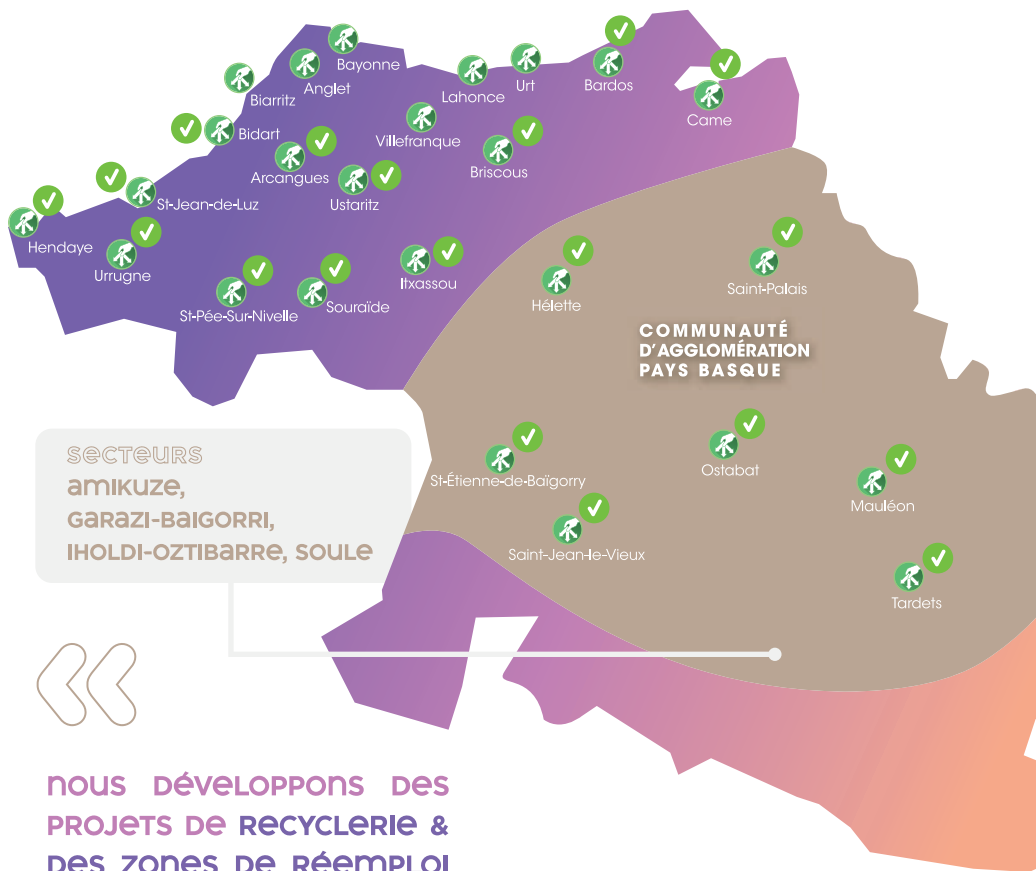 Bayonne
Anglet
Biarritz
Lahonce
Urt
Bardos
Came
Bidart
Villefranque
Arcangues
Briscous
Ustaritz
St-Jean-de-Luz
Hendaye
Urrugne
Itxassou
St-Pée-Sur-Nivelle
Souraïde
Hélette
Saint-Palais
COMMUNAUTÉ
D'AGGLOMÉRATION
PAYS BASQUE
SECTEURS
AMIKUZE,
GARAZI-BAIGORRI,
IHOLDI-OZTIBARRE, SOULE
St-Étienne-de-Baïgorry
Ostabat
Mauléon
Saint-Jean-le-Vieux
Tardets
«
NOUS DÉVELOPPONS DES
PROJETS DE RECYCLERIE &
DES ZONES DE RÉEMPLOI